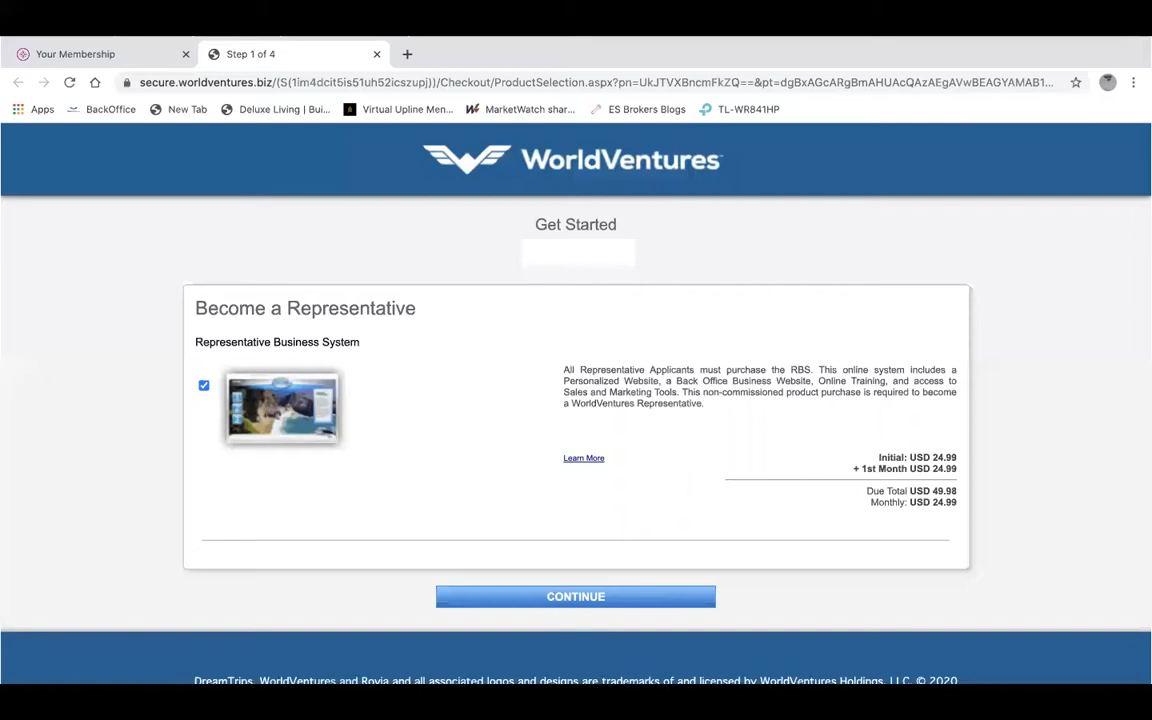 Your Membership
Step 1 of 4
secure.worldventures.biz/(S(1im4dcit5is51uh52icszupj))/Checkout/ProductSelection.aspx?pn=UkJTVXBncmFkZQ==&pt=dgBxAGcARgBmAHUAcQAzAEgAVwBEAGYAMAB1...
Apps
BackOffice
New Tab
Deluxe Living | Bui...
Virtual Upline Men...
MarketWatch shar...
ES Brokers Blogs
TL-WR841HP
WorldVentures
Get Started
Become a Representative
Representative Business System
All Representative Applicants must purchase the RBS. This online system includes a
Personalized Website, a Back Office Business Website, Online Training, and access to
Sales and Marketing Tools. This non-commissioned product purchase is required to become
a WorldVentures Representative.
Learn More
Initial: USD 24.99
+ 1st Month USD 24.99
Due Total USD 49.98
Monthly: USD 24.99
CONTINUE
DreamTrips, WorldVentures and Rovia and all associated logos and designs are trademarks of and licensed by WorldVentures Holdings, LLC. © 2020